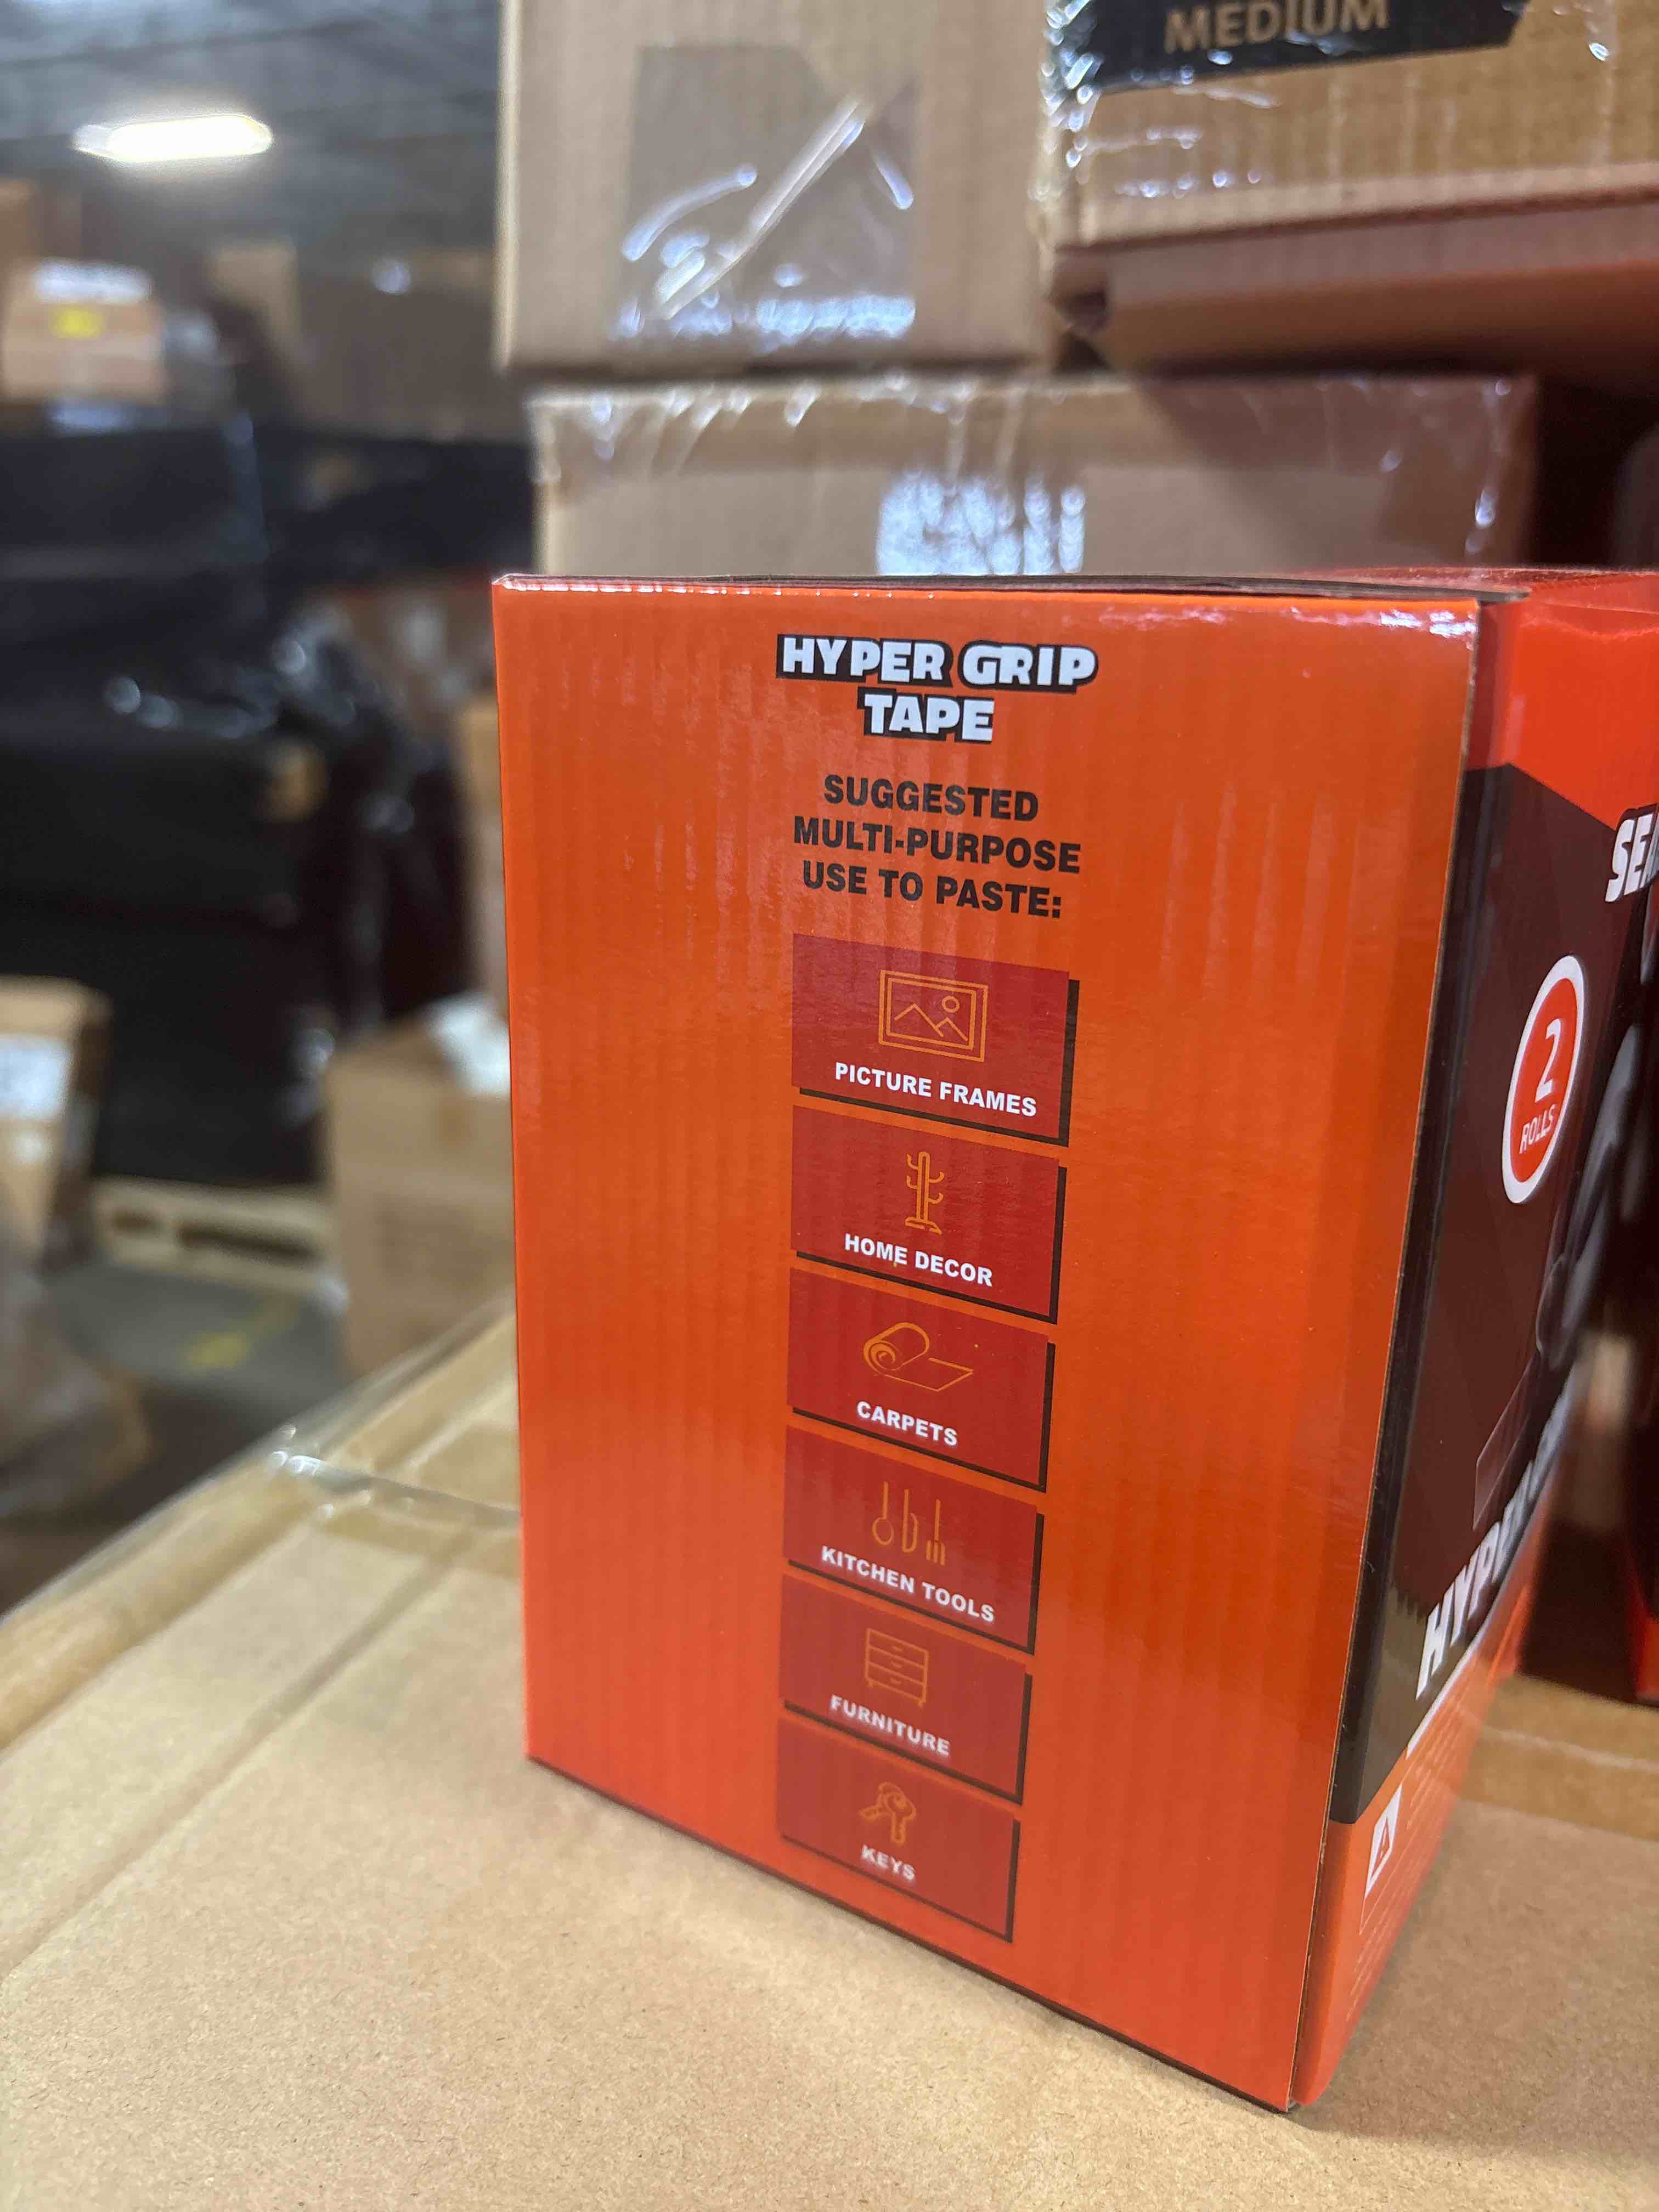 MEDIUM
HYPER GRIP
TAPE
SUGGESTED
MULTI-PURPOSE
USE TO PASTE:
PICTURE FRAMES
HOME DECOR
CARPETS
KITCHEN TOOLS
FURNITURE
KEYS
2
ROLLS